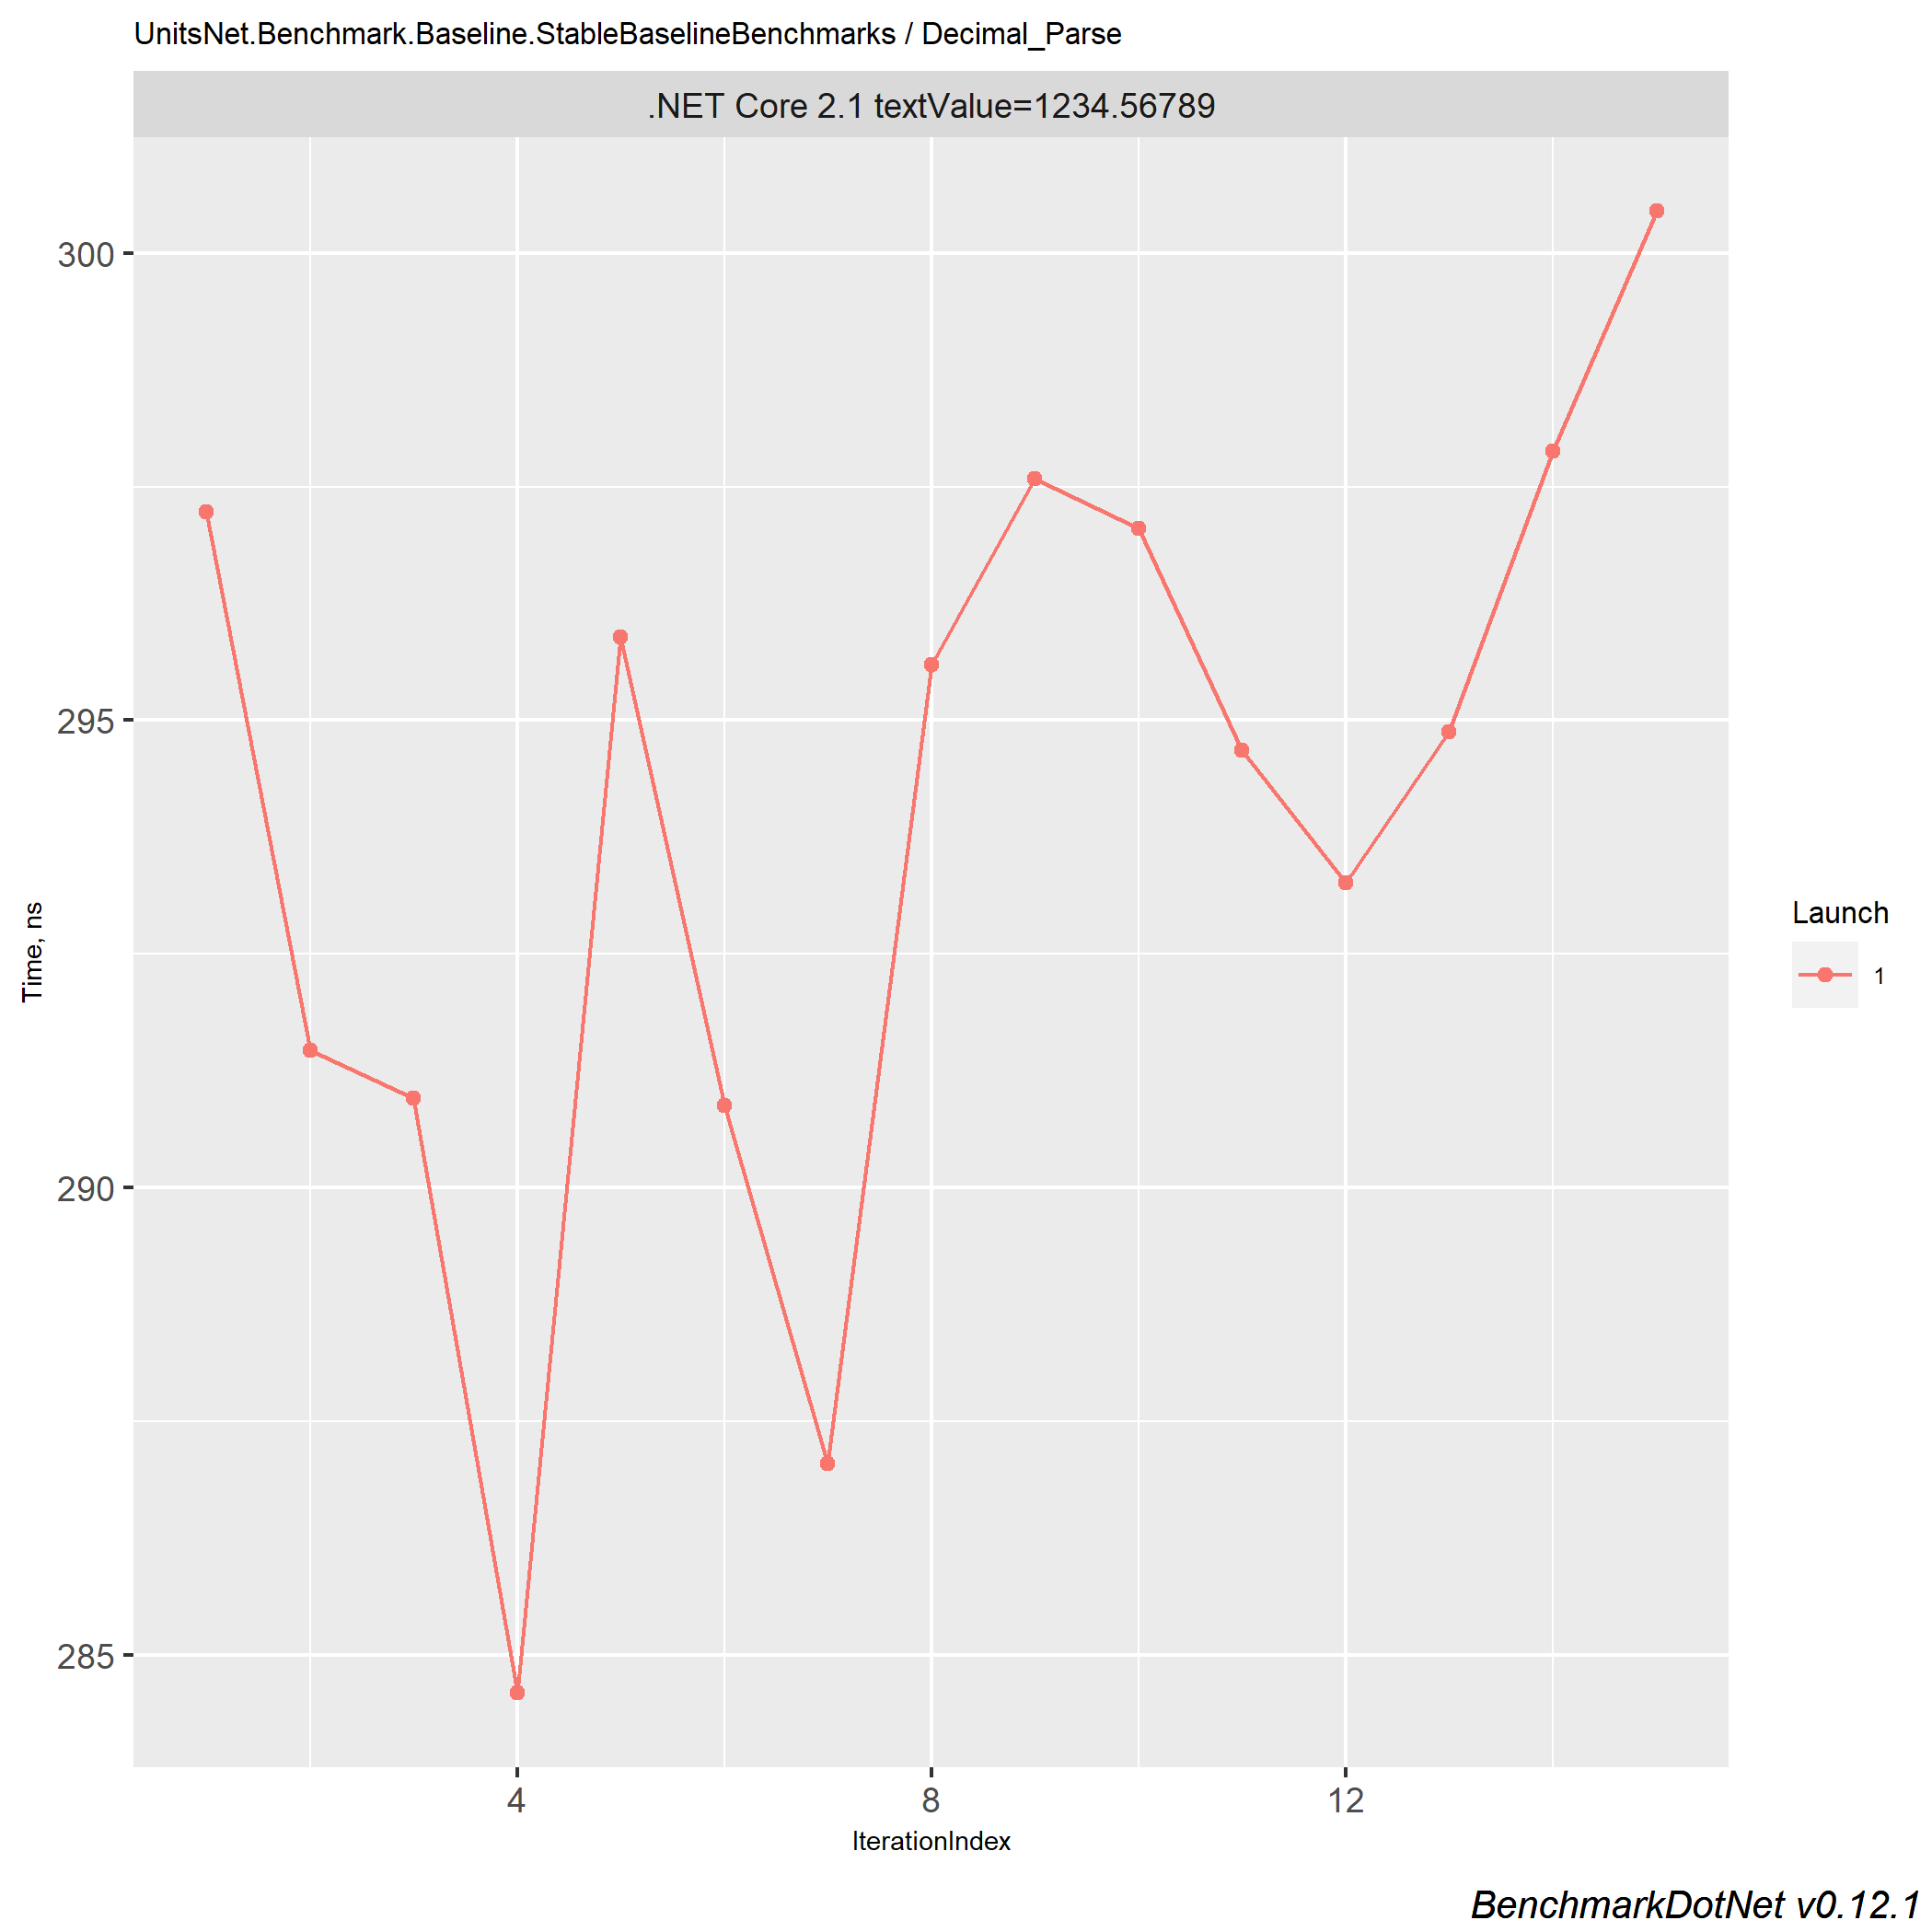 UnitsNet.Benchmark.Baseline.StableBaselineBenchmarks / Decimal_Parse
.NET Core 2.1 textValue=1234.56789
300
295
290
285
Time, ns
4 8 12
IterationIndex
Launch
1
BenchmarkDotNet v0.12.1